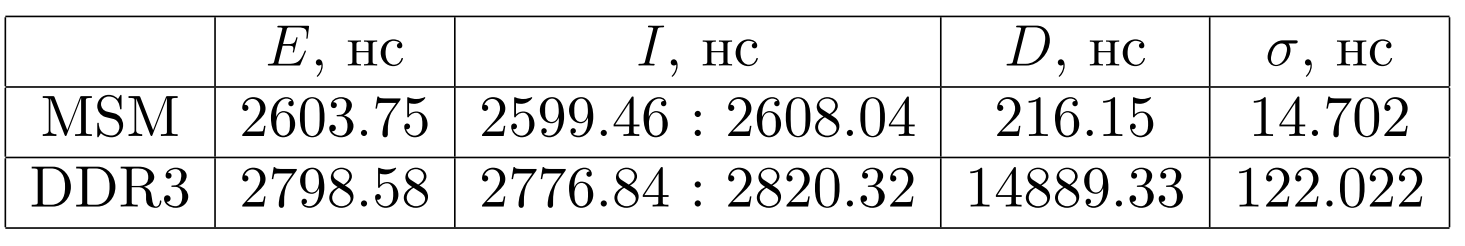 E, нс I, нс D, нс σ, нс
MSM 2603.75 2599.46 : 2608.04 216.15 14.702
DDR3 2798.58 2776.84 : 2820.32 14889.33 122.022